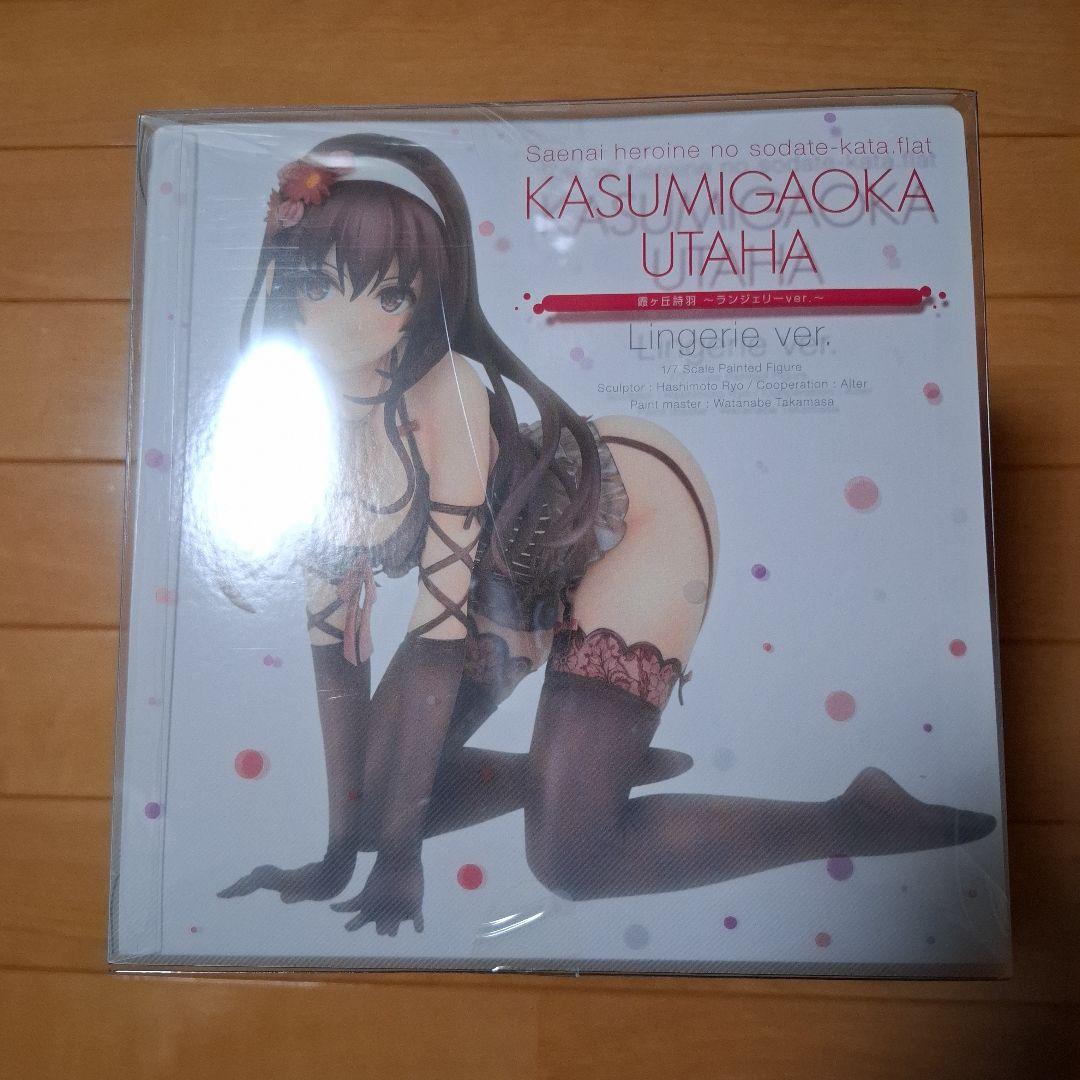 Saenai heroine no sodate-kata.flat
KASUMIGAOKA
UTAHA
霞ヶ丘詩羽 ～ランジェリーver.～
Lingerie ver.
1/7 Scale Painted Figure
Sculptor : Hashimoto Ryo / Cooperation : Alter
Paint master : Watanabe Takamasa